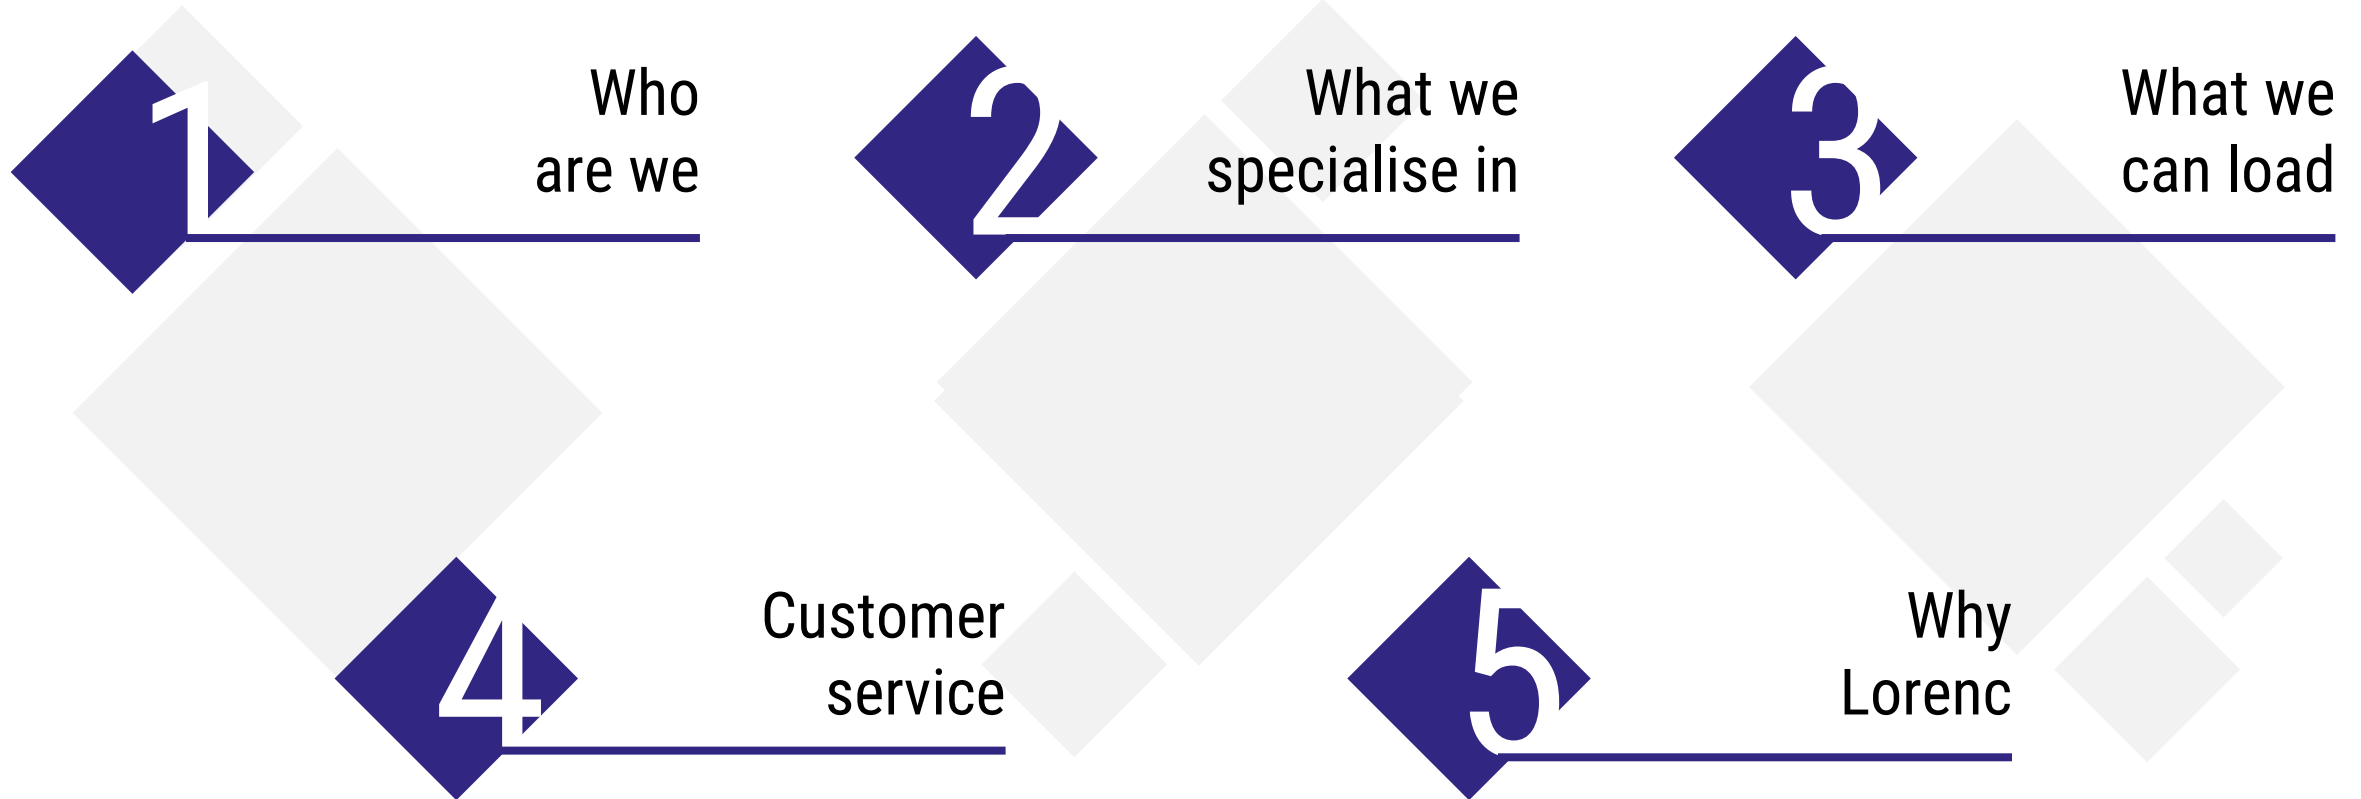 1
Who
are we
2
What we
specialise in
3
What we
can load
4
Customer
service
5
Why
Lorenc